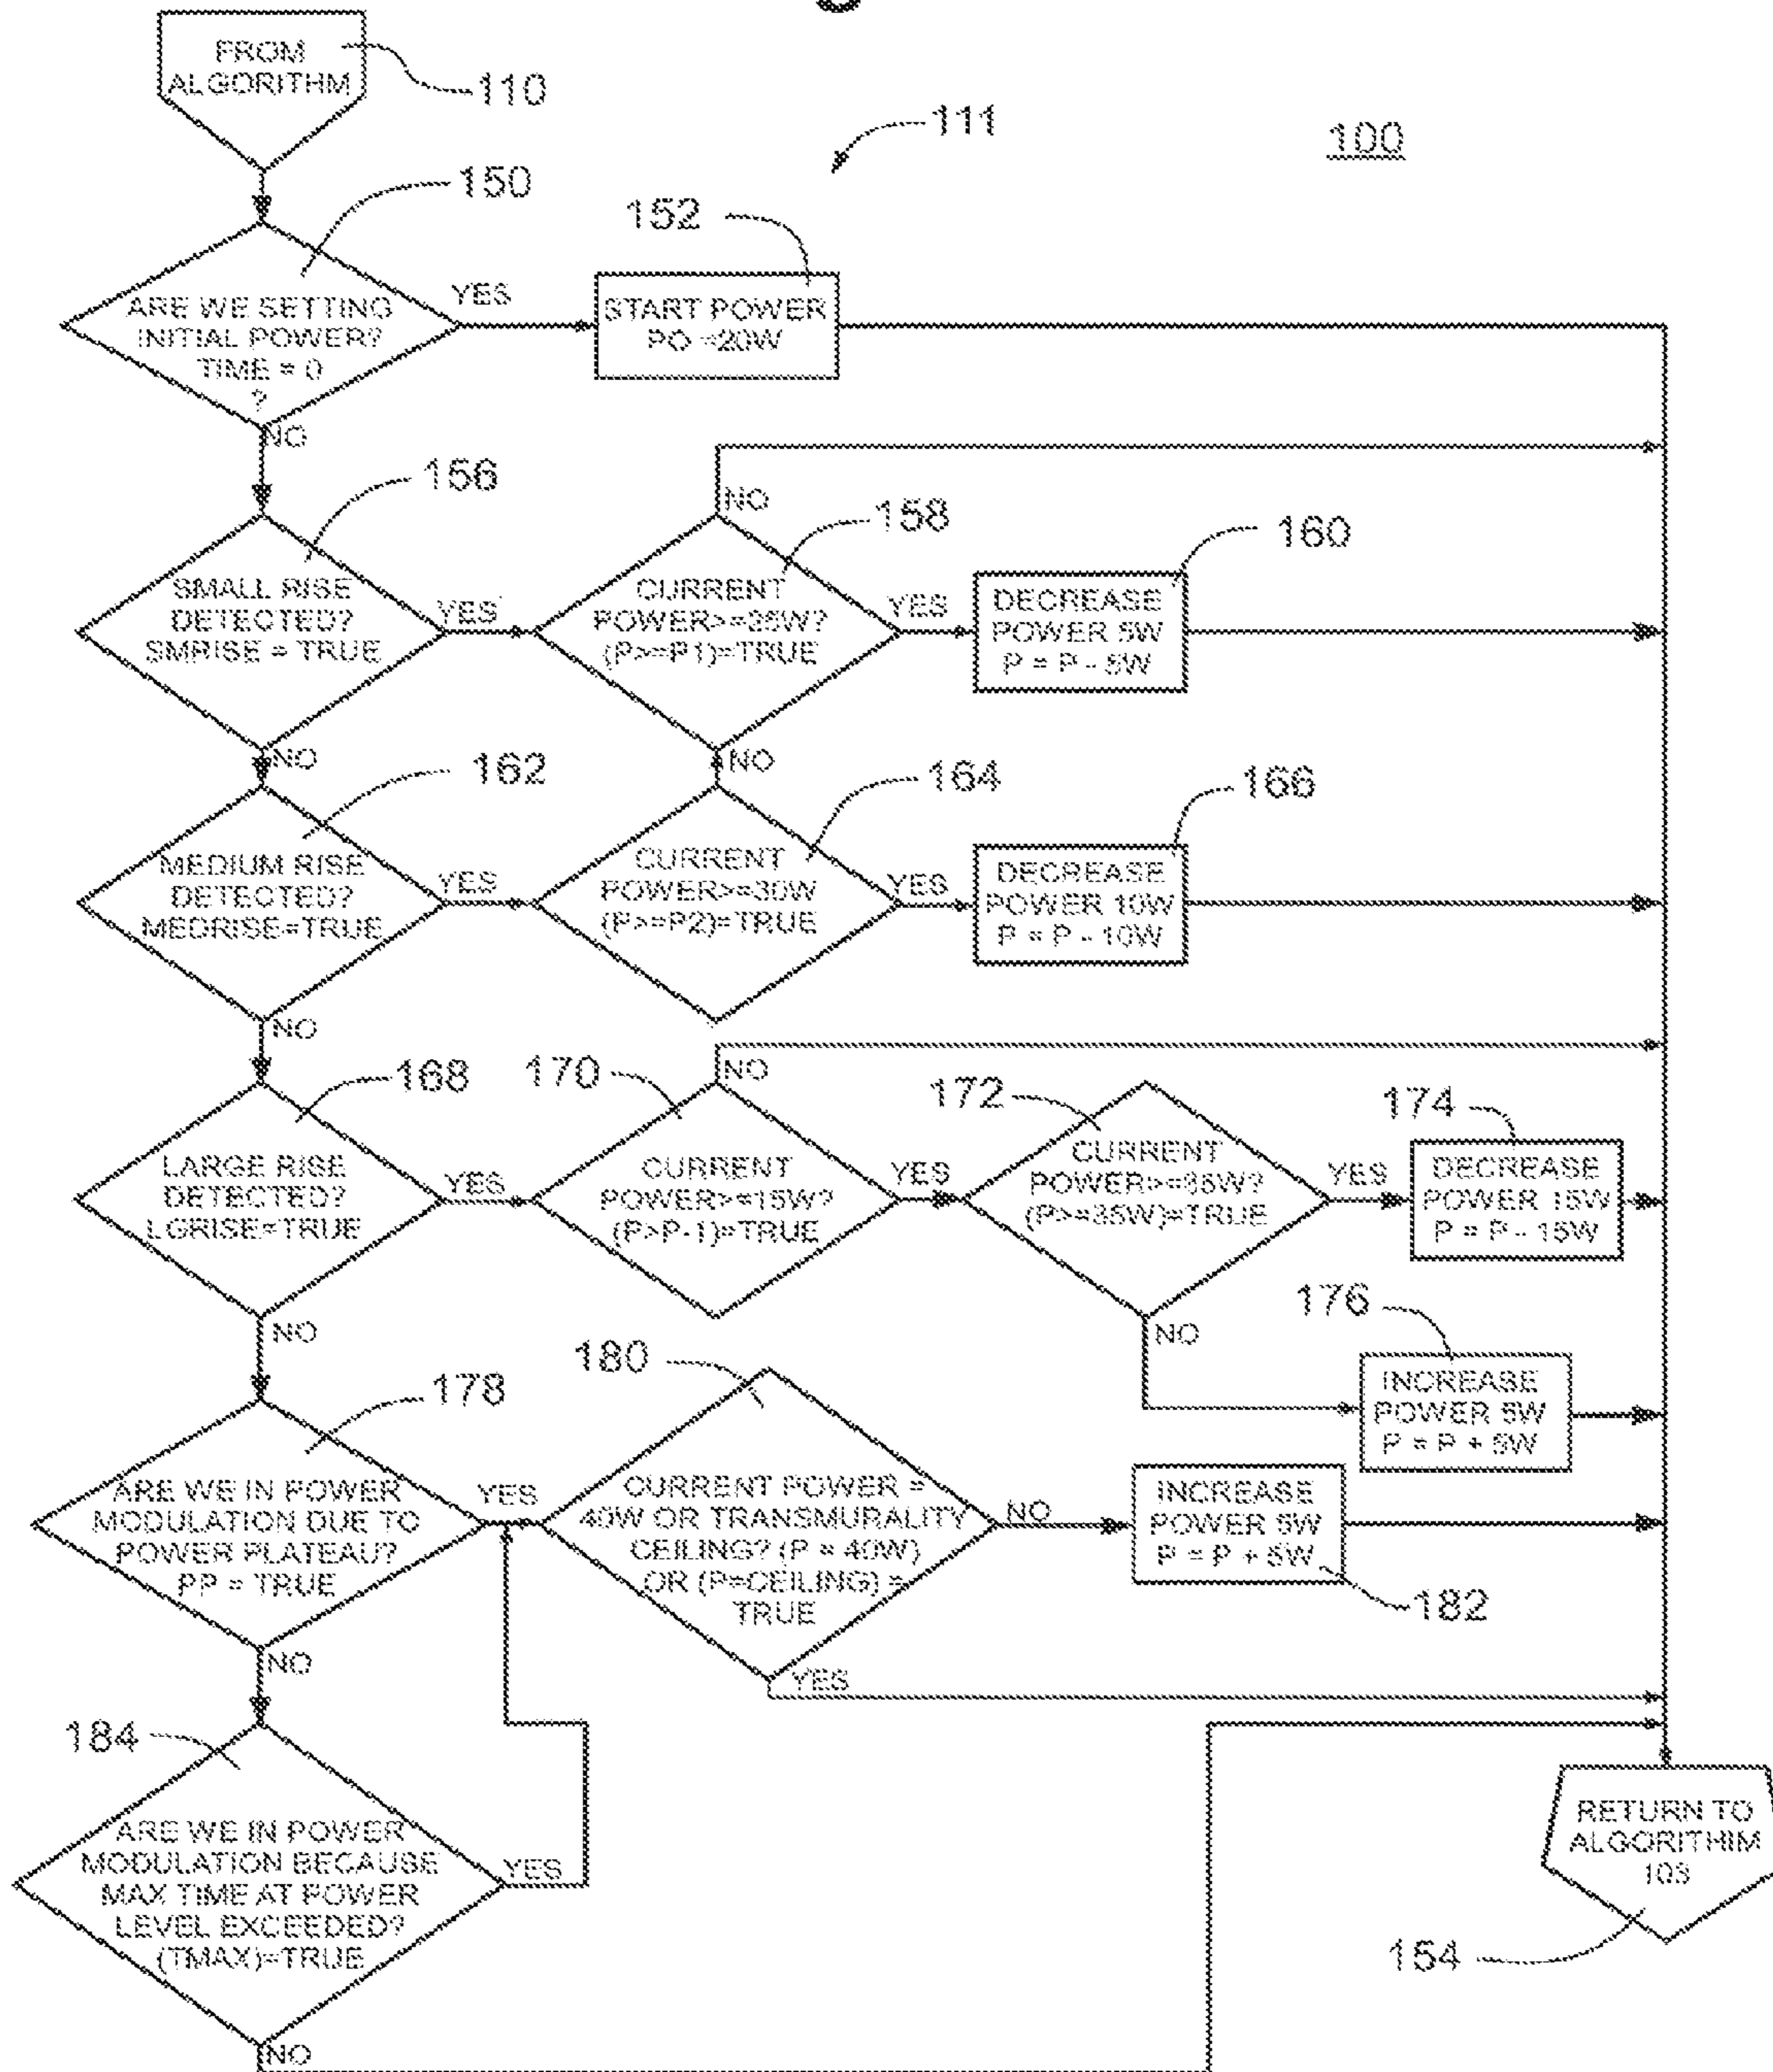 FROM
ALGORITHM
110
111
100
150
152
ARE WE SETTING
INITIAL POWER?
TIME = 0
?
YES
START POWER
PO =20W
NO
156
NO
158
160
SMALL RISE
DETECTED?
SMRISE = TRUE
YES
CURRENT
POWER>=35W?
(P>=P1)=TRUE
YES
DECREASE
POWER 5W
P = P - 5W
NO
162
NO
164
166
MEDIUM RISE
DETECTED?
MEDRISE=TRUE
YES
CURRENT
POWER>=30W
(P>=P2)=TRUE
YES
DECREASE
POWER 10W
P = P - 10W
NO
168
170
NO
172
174
LARGE RISE
DETECTED?
LGRISE=TRUE
YES
CURRENT
POWER>=15W?
(P>P-1)=TRUE
YES
CURRENT
POWER>=35W?
(P>=35W)=TRUE
YES
DECREASE
POWER 15W
P = P - 15W
NO
NO
176
INCREASE
POWER 5W
P = P + 5W
178
180
ARE WE IN POWER
MODULATION DUE TO
POWER PLATEAU?
PP = TRUE
YES
CURRENT POWER =
40W OR TRANSMURALITY
CEILING? (P = 40W)
OR (P=CEILING) =
TRUE
NO
INCREASE
POWER 5W
P = P + 5W
182
NO
YES
184
ARE WE IN POWER
MODULATION BECAUSE
MAX TIME AT POWER
LEVEL EXCEEDED?
(TMAX)=TRUE
YES
NO
RETURN TO
ALGORITHIM
108
154